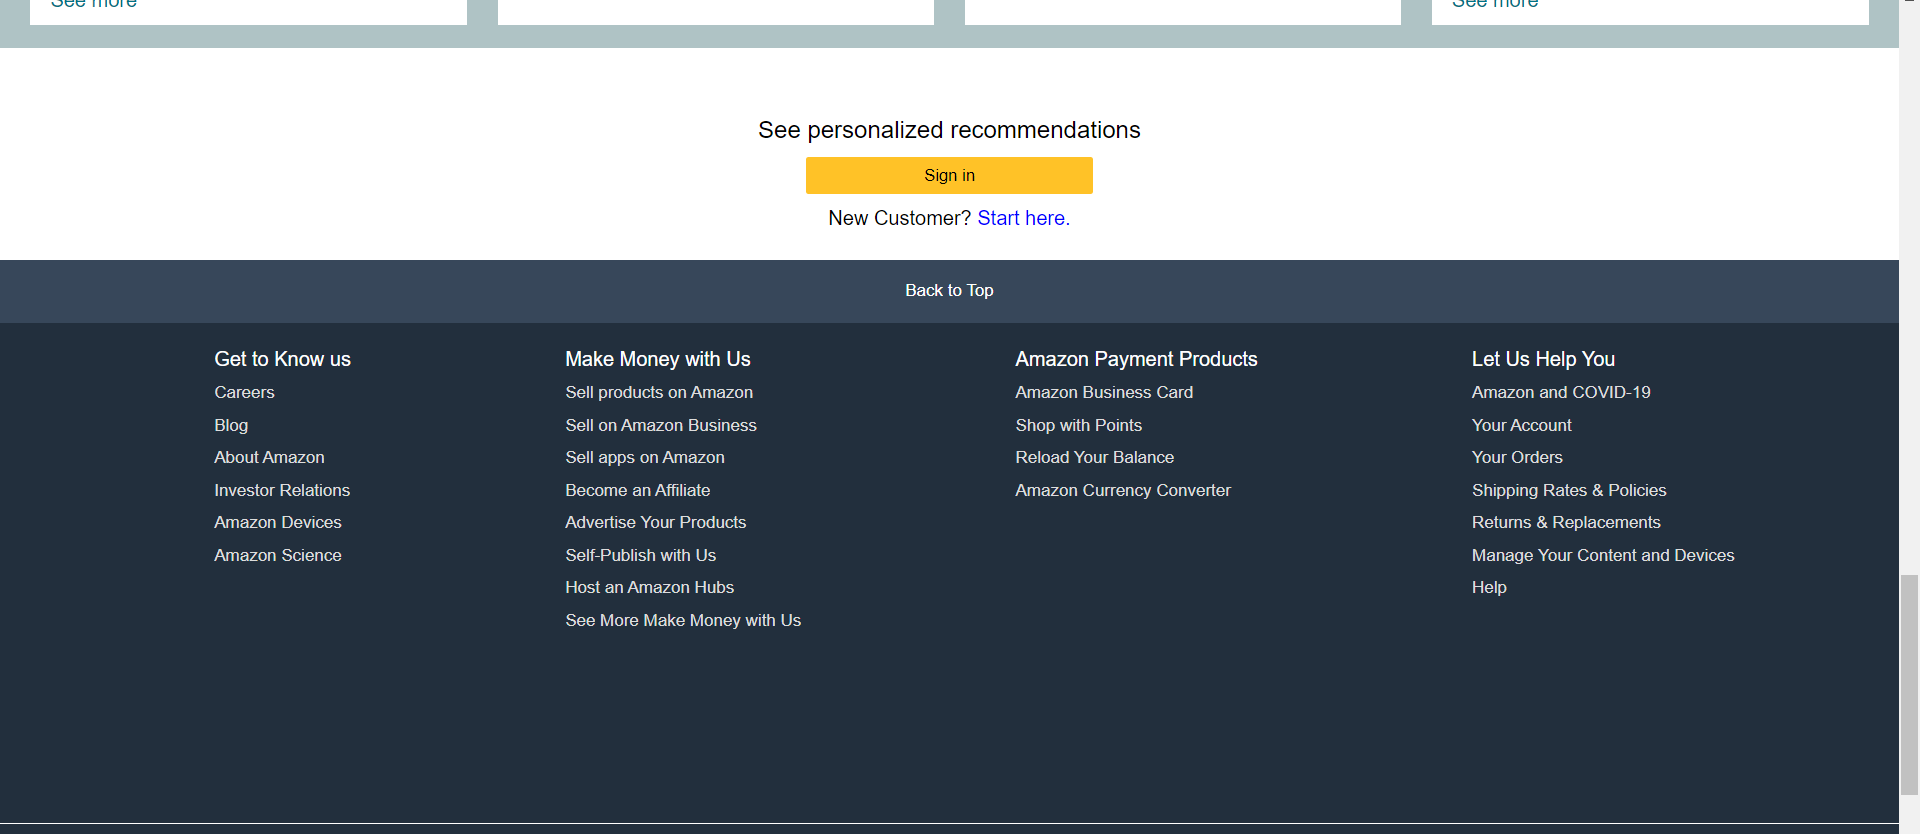 See more
See more
See personalized recommendations
Sign in
New Customer? Start here.
Back to Top
Get to Know us
Careers
Blog
About Amazon
Investor Relations
Amazon Devices
Amazon Science
Make Money with Us
Sell products on Amazon
Sell on Amazon Business
Sell apps on Amazon
Become an Affiliate
Advertise Your Products
Self-Publish with Us
Host an Amazon Hubs
See More Make Money with Us
Amazon Payment Products
Amazon Business Card
Shop with Points
Reload Your Balance
Amazon Currency Converter
Let Us Help You
Amazon and COVID-19
Your Account
Your Orders
Shipping Rates & Policies
Returns & Replacements
Manage Your Content and Devices
Help